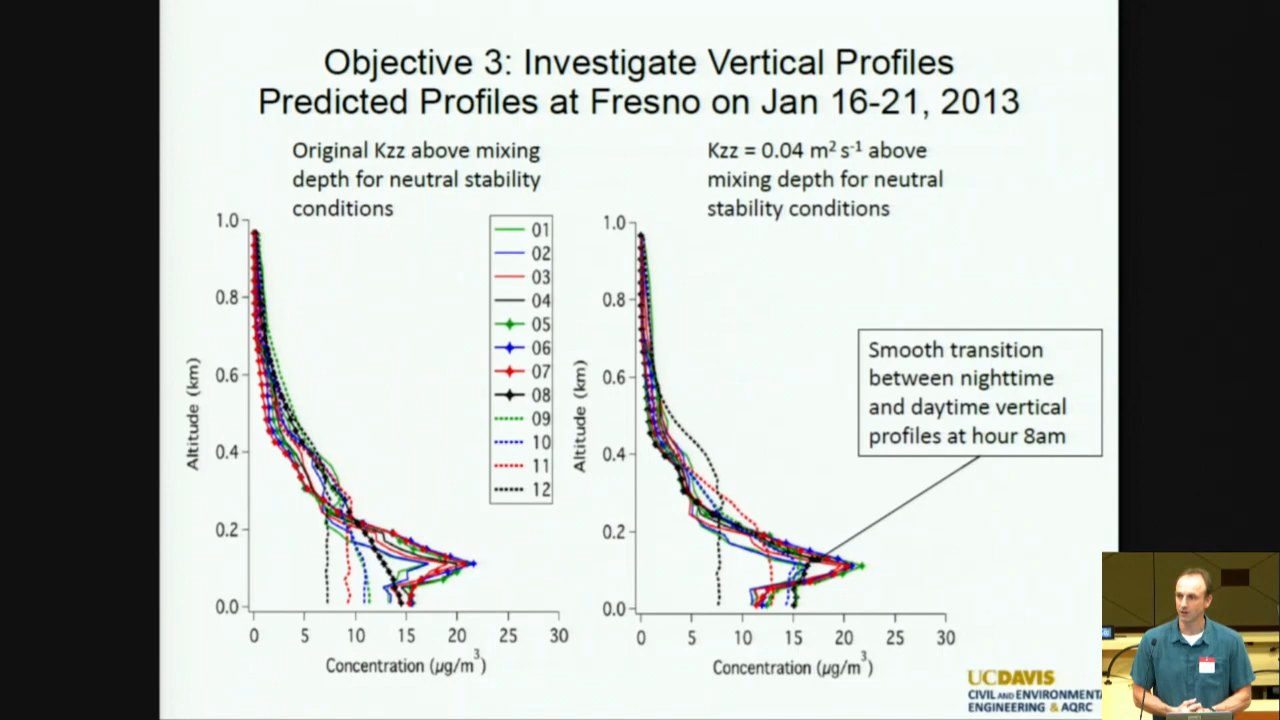 Objective 3: Investigate Vertical Profiles
Predicted Profiles at Fresno on Jan 16-21, 2013
Original Kzz above mixing
depth for neutral stability
conditions
Kzz = 0.04 m² s⁻¹ above
mixing depth for neutral
stability conditions
1.0
0.8
0.6
0.4
0.2
0.0
Altitude (km)
01
02
03
04
05
06
07
08
09
10
11
12
0
5
10
15
20
25
30
Concentration (µg/m³)
1.0
0.8
0.6
0.4
0.2
0.0
Altitude (km)
0
5
10
15
20
25
30
Concentration (µg/m³)
Smooth transition
between nighttime
and daytime vertical
profiles at hour 8am
UCDAVIS
CIVIL AND ENVIRONMENT
ENGINEERING & AQRC